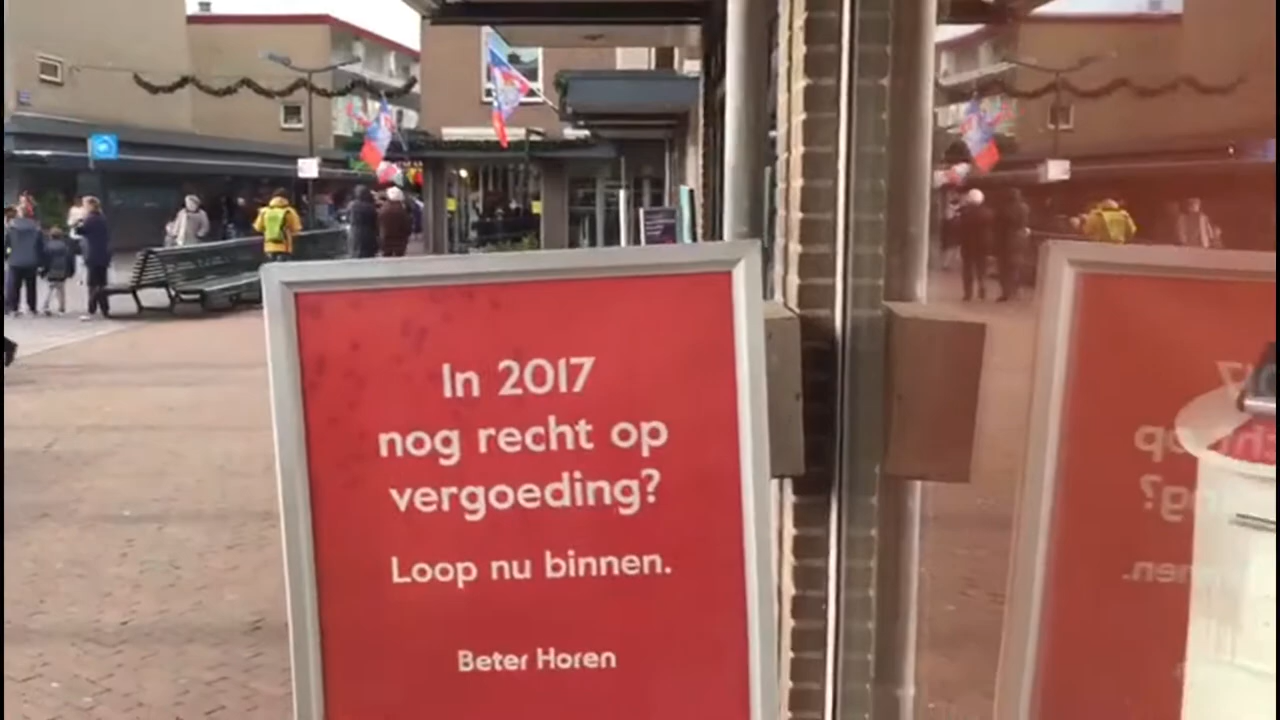 In 2017
nog recht op
vergoeding?
Loop nu binnen.
Beter Horen